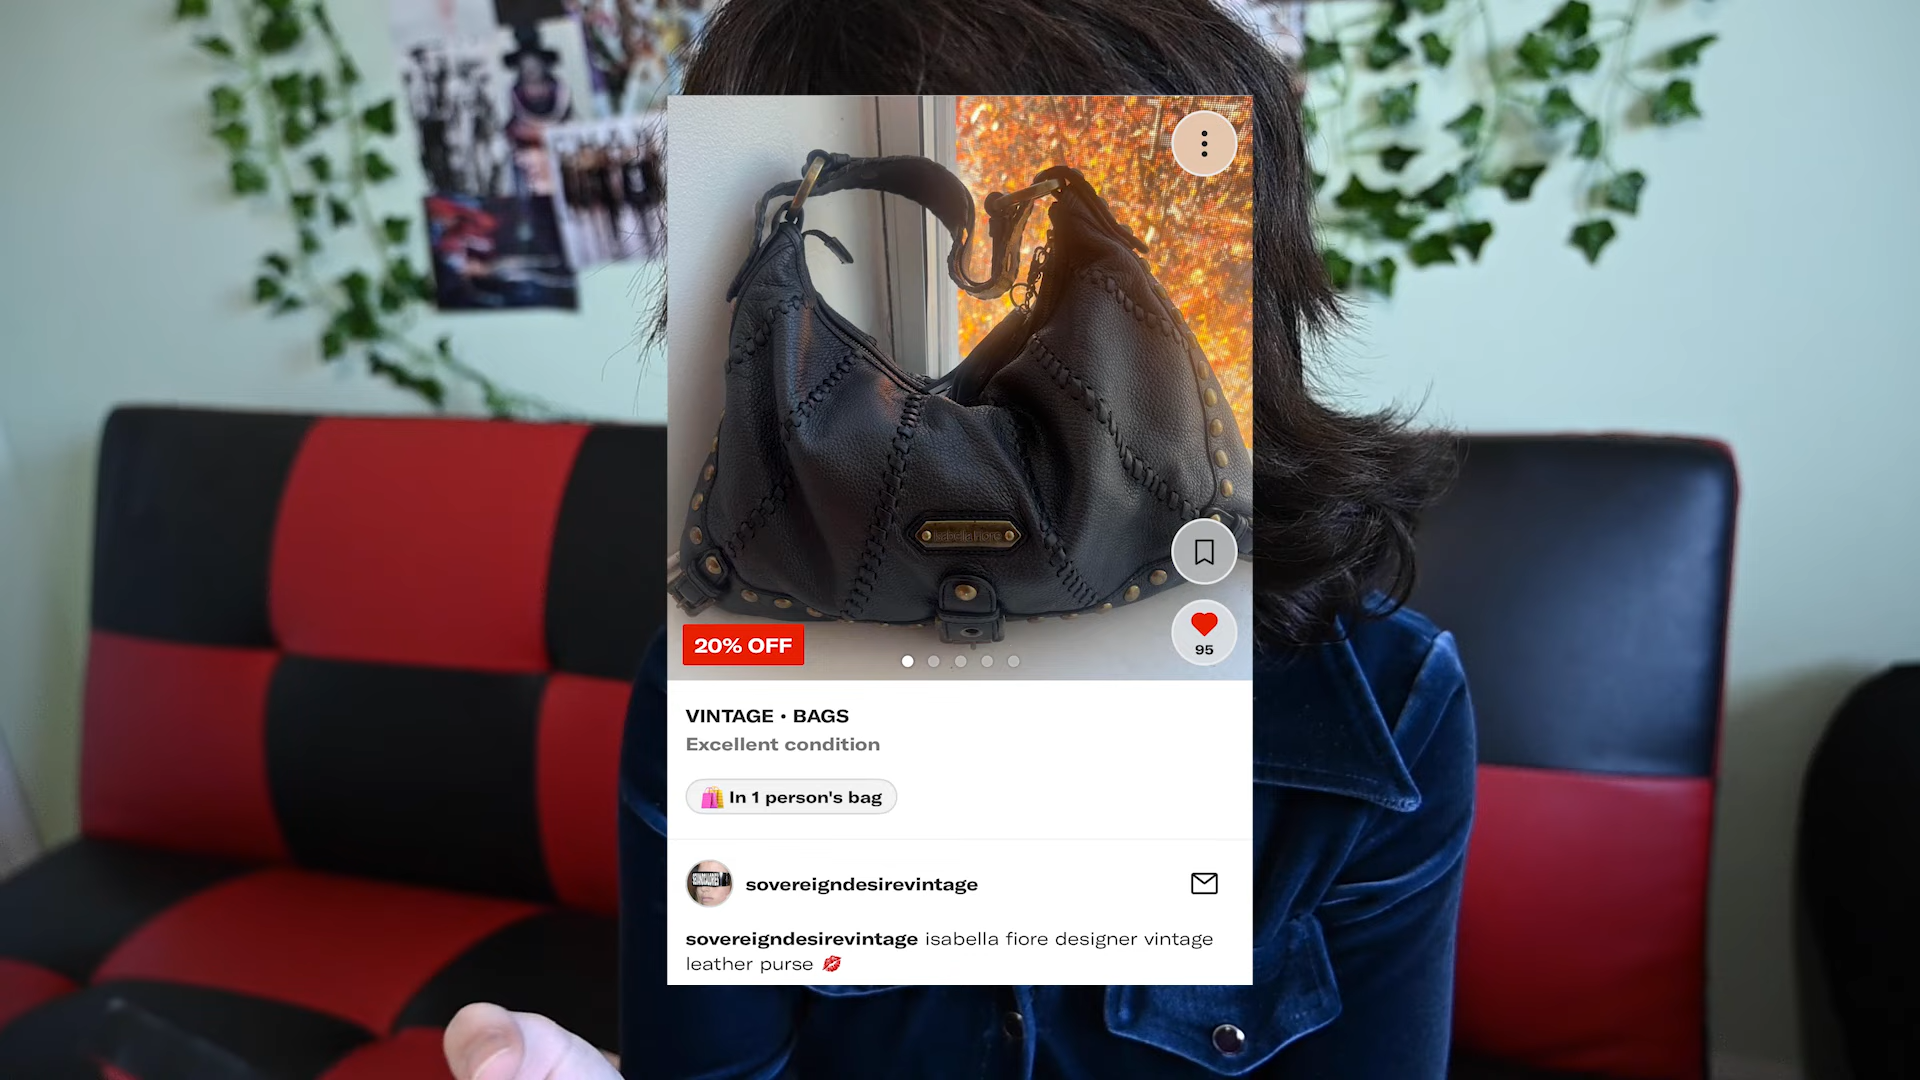 20% OFF
95
VINTAGE • BAGS
Excellent condition
In 1 person's bag
sovereigndesirevintage
sovereigndesirevintage isabella fiore designer vintage
leather purse 💋